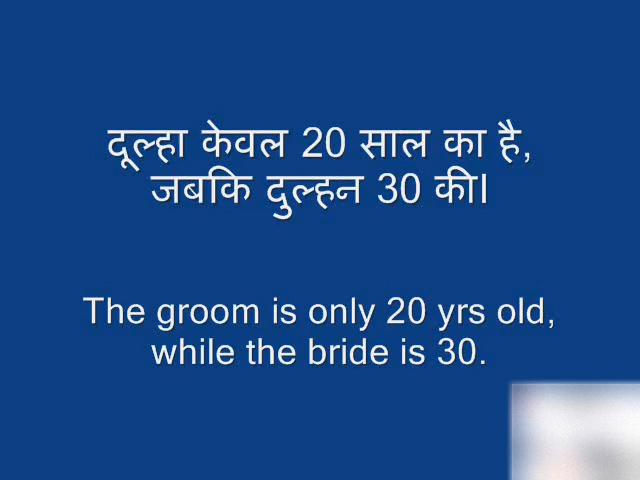 दूल्हा केवल 20 साल का है,
जबकि दुल्हन 30 की।
The groom is only 20 yrs old,
while the bride is 30.